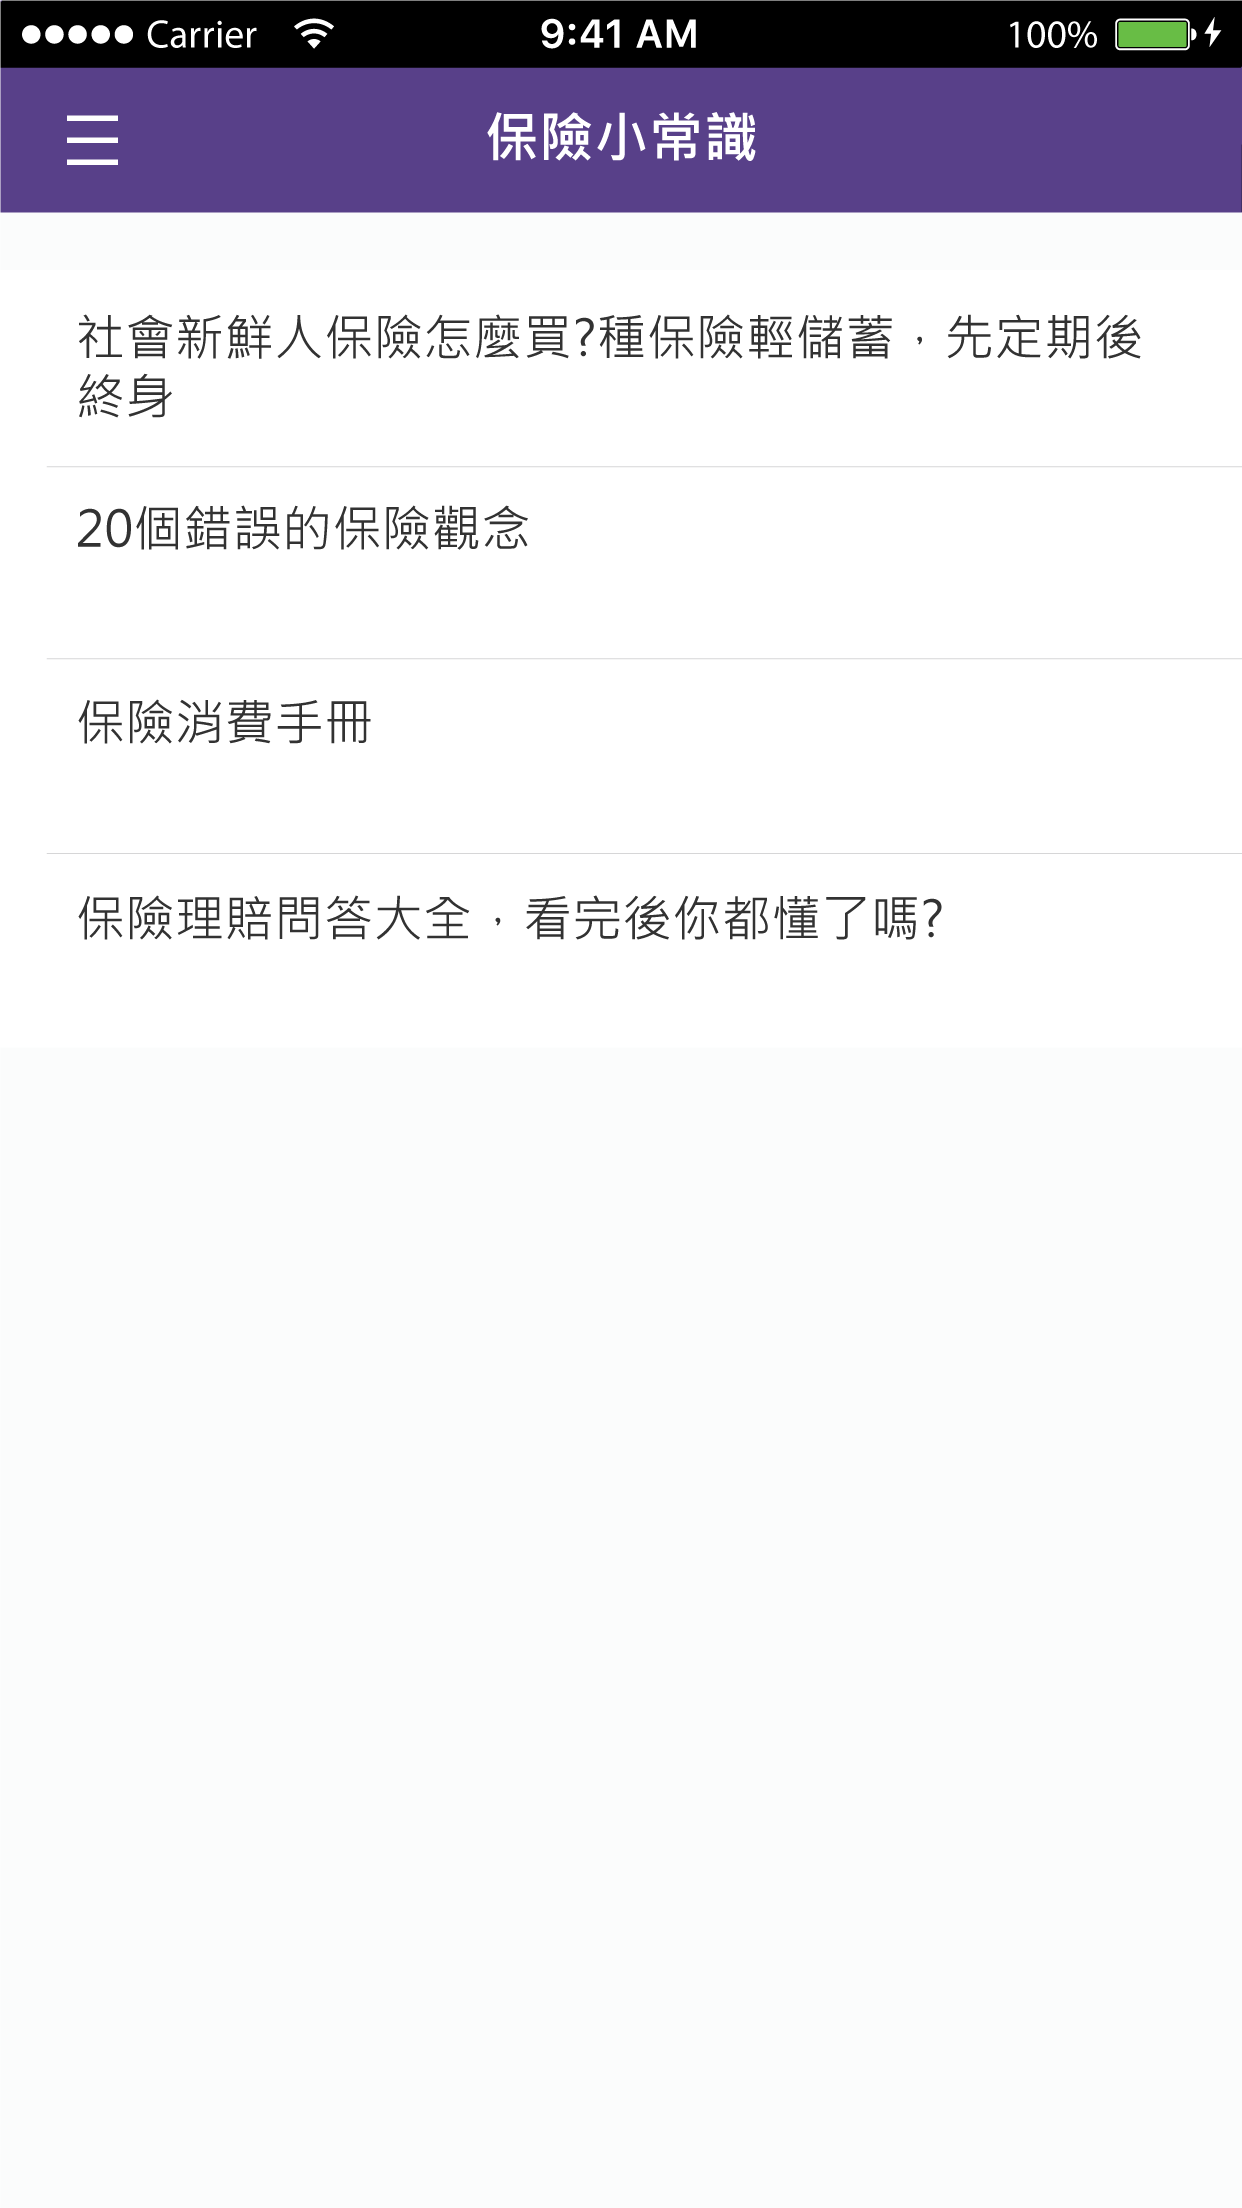 Carrier 9:41 AM 100%
保險小常識
社會新鮮人保險怎麼買?種保險輕儲蓄，先定期後
終身
20個錯誤的保險觀念
保險消費手冊
保險理賠問答大全，看完後你都懂了嗎?